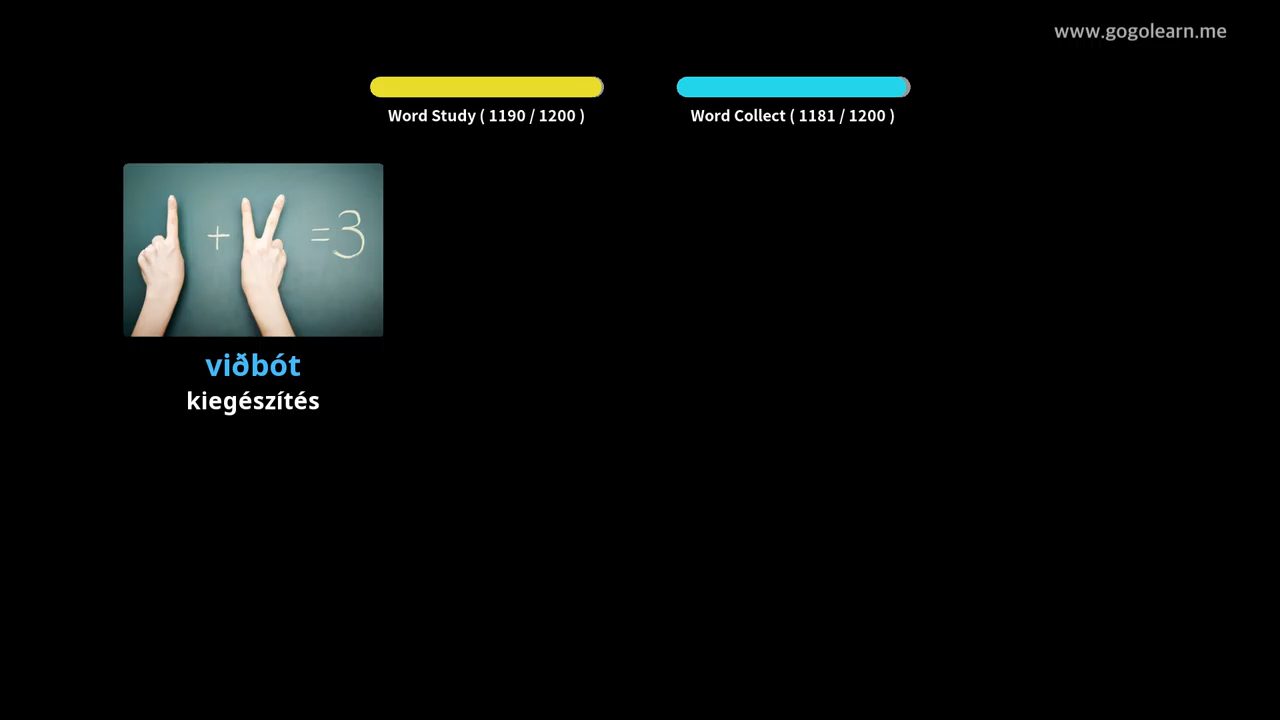 www.gogolearn.me
Word Study ( 1190 / 1200 )
Word Collect ( 1181 / 1200 )
+ =3
viðbót
kiegészítés